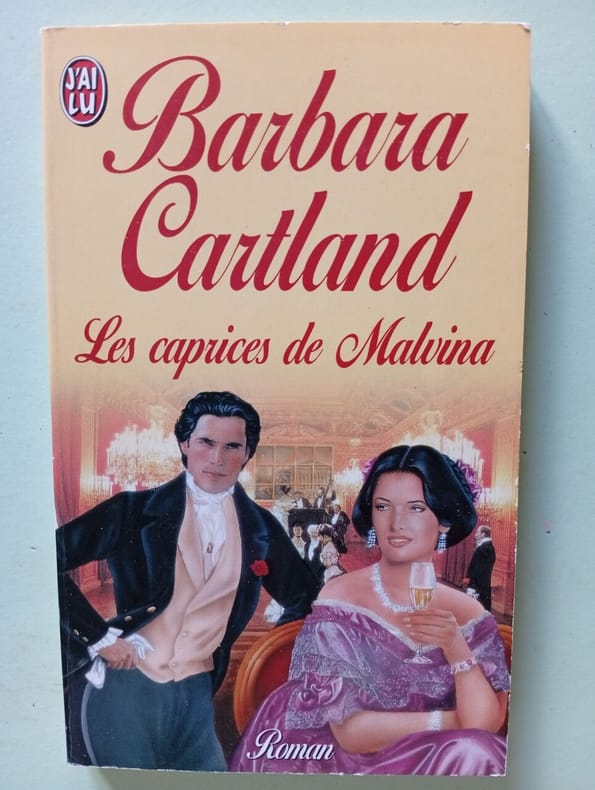 J'AI
LU
Barbara
Cartland
Les caprices de Malvina
Roman